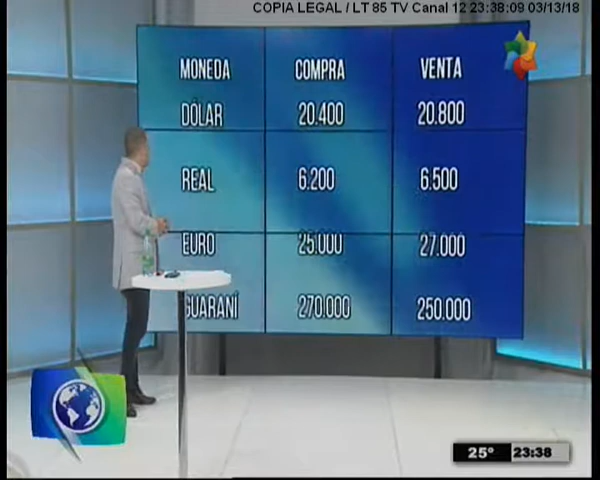 COPIA LEGAL / LT 85 TV Canal 12 23:38:09 03/13/18
MONEDA COMPRA VENTA
DÓLAR 20.400 20.800
REAL 6.200 6.500
EURO 25.000 27.000
GUARANÍ 270.000 250.000
25° 23:38